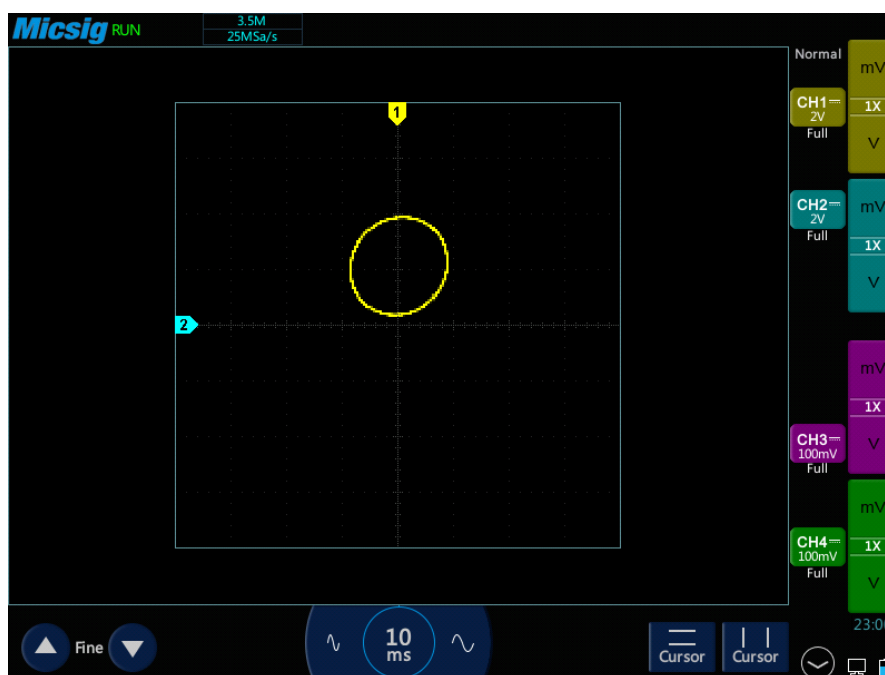 Micsig RUN
3.5M
25MSa/s
Normal
CH1
2V
Full
mV
1X
V
1
CH2
2V
Full
mV
1X
V
2
mV
1X
V
CH3
100mV
Full
mV
1X
V
CH4
100mV
Full
Fine
10
ms
Cursor
Cursor